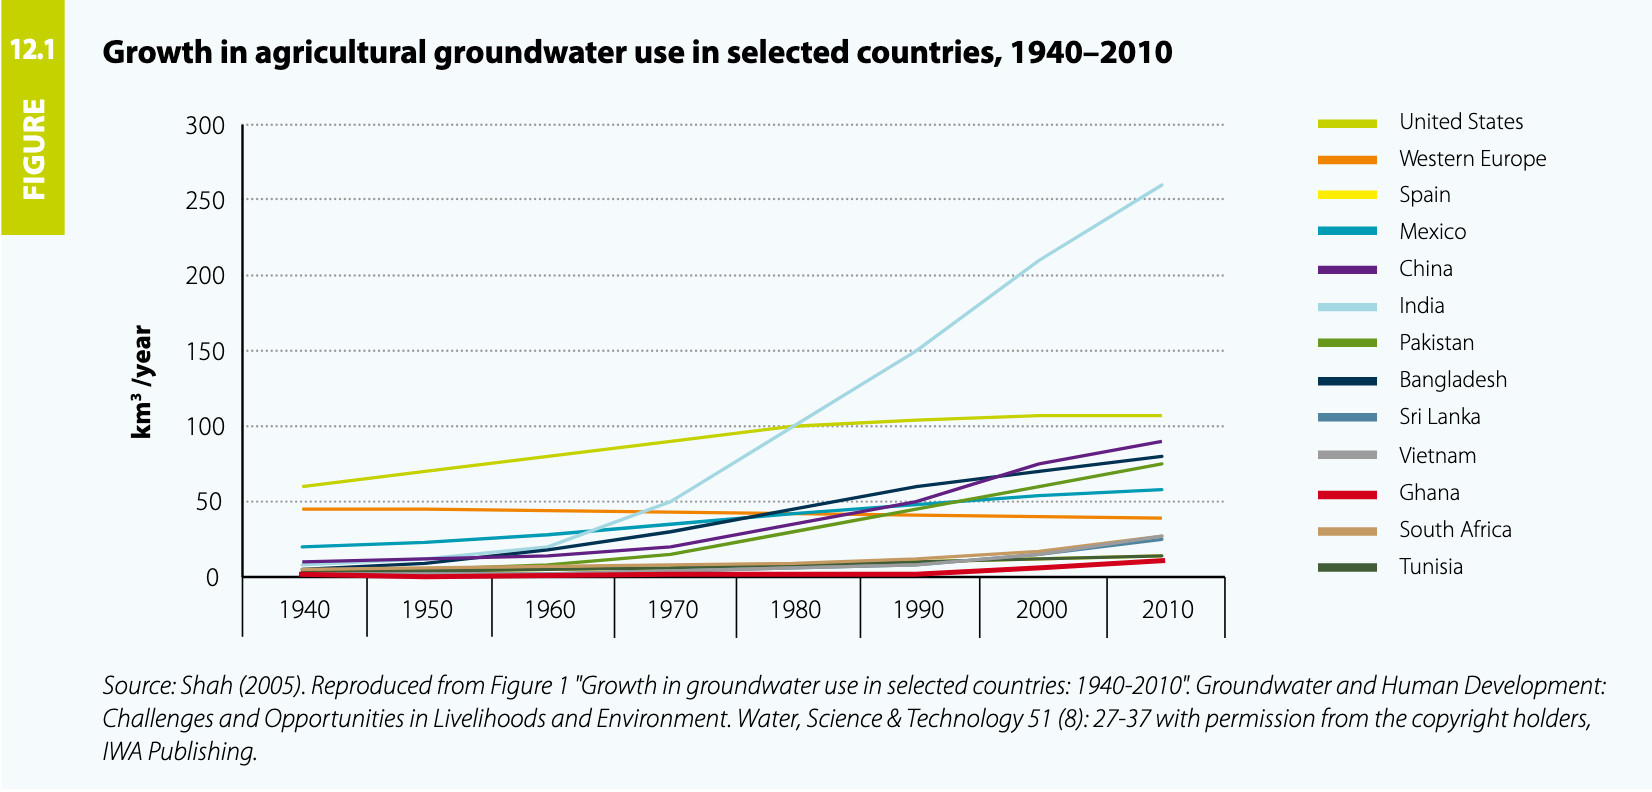 12.1
FIGURE
Growth in agricultural groundwater use in selected countries, 1940–2010
km³ /year
300
250
200
150
100
50
0
1940 1950 1960 1970 1980 1990 2000 2010
United States
Western Europe
Spain
Mexico
China
India
Pakistan
Bangladesh
Sri Lanka
Vietnam
Ghana
South Africa
Tunisia
Source: Shah (2005). Reproduced from Figure 1 "Growth in groundwater use in selected countries: 1940-2010". Groundwater and Human Development:
Challenges and Opportunities in Livelihoods and Environment. Water, Science & Technology 51 (8): 27-37 with permission from the copyright holders,
IWA Publishing.